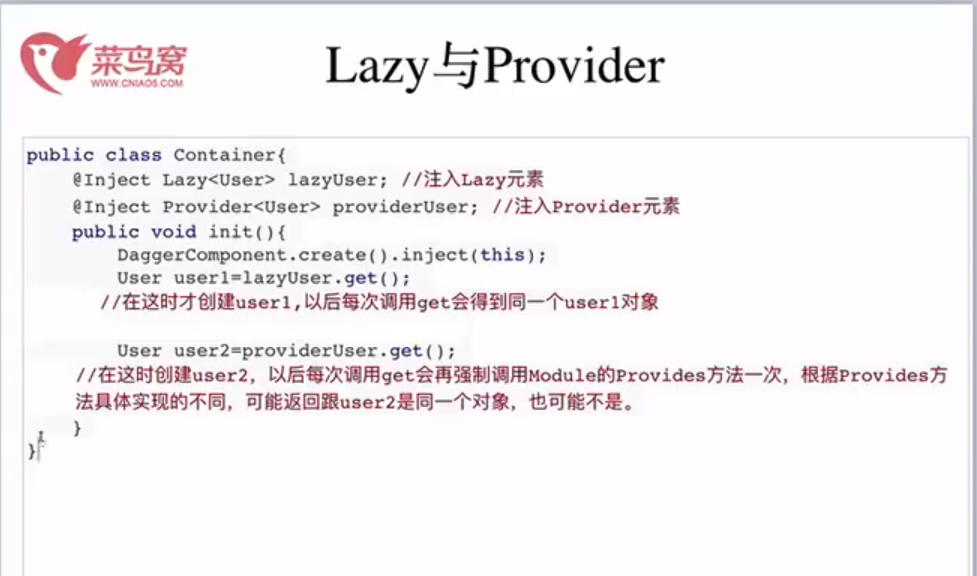 菜鸟窝
WWW.CNIAO5.COM
Lazy与Provider
public class Container{
@Inject Lazy<User> lazyUser; //注入Lazy元素
@Inject Provider<User> providerUser; //注入Provider元素
public void init(){
DaggerComponent.create().inject(this);
User user1=lazyUser.get();
//在这时才创建user1,以后每次调用get会得到同一个user1对象
User user2=providerUser.get();
//在这时创建user2，以后每次调用get会再强制调用Module的Provides方法一次，根据Provides方
法具体实现的不同，可能返回跟user2是同一个对象，也可能不是。
}
}